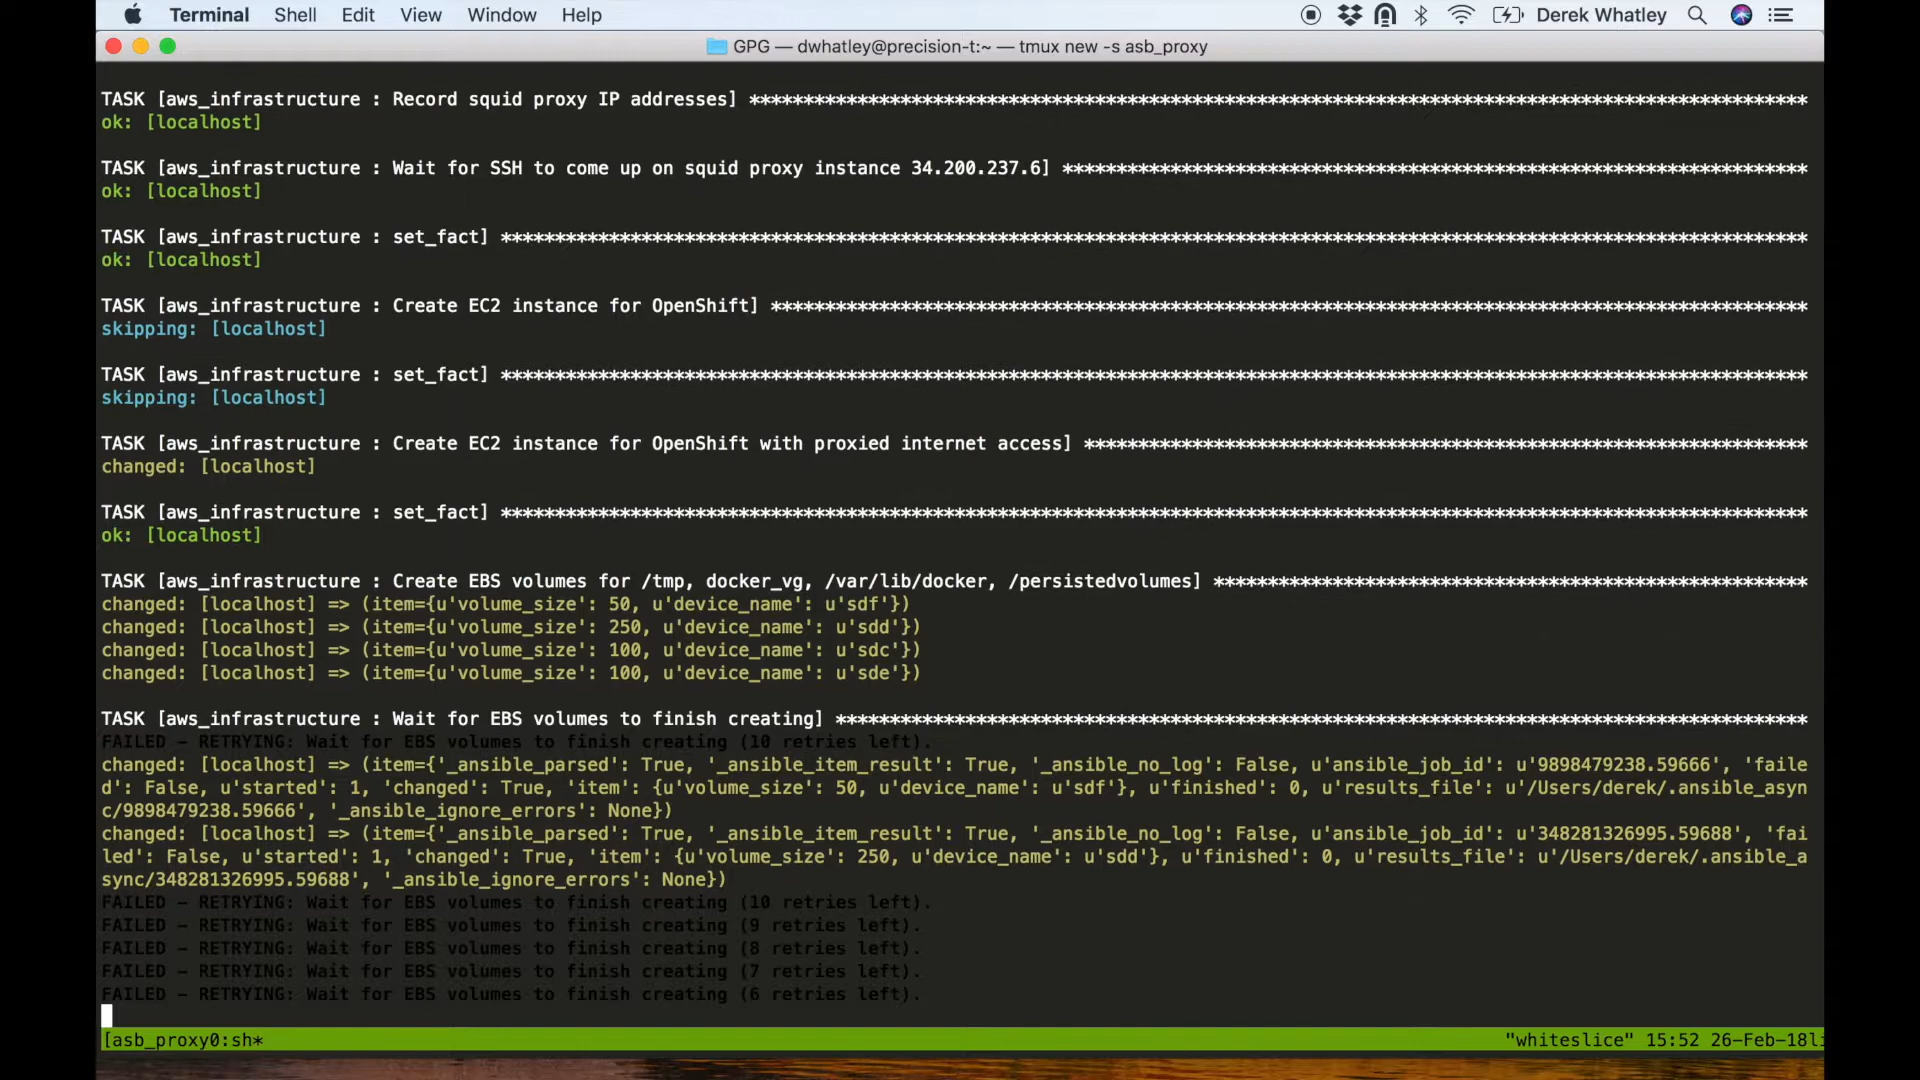 Terminal Shell Edit View Window Help Derek Whatley
GPG — dwhatley@precision-t:~ — tmux new -s asb_proxy
TASK [aws_infrastructure : Record squid proxy IP addresses] **************************************************************************************************
ok: [localhost]
TASK [aws_infrastructure : Wait for SSH to come up on squid proxy instance 34.200.237.6] *********************************************************************
ok: [localhost]
TASK [aws_infrastructure : set_fact] *************************************************************************************************************************
ok: [localhost]
TASK [aws_infrastructure : Create EC2 instance for OpenShift] ************************************************************************************************
skipping: [localhost]
TASK [aws_infrastructure : set_fact] *************************************************************************************************************************
skipping: [localhost]
TASK [aws_infrastructure : Create EC2 instance for OpenShift with proxied internet access] *******************************************************************
changed: [localhost]
TASK [aws_infrastructure : set_fact] *************************************************************************************************************************
ok: [localhost]
TASK [aws_infrastructure : Create EBS volumes for /tmp, docker_vg, /var/lib/docker, /persistedvolumes] *******************************************************
changed: [localhost] => (item={u'volume_size': 50, u'device_name': u'sdf'})
changed: [localhost] => (item={u'volume_size': 250, u'device_name': u'sdd'})
changed: [localhost] => (item={u'volume_size': 100, u'device_name': u'sdc'})
changed: [localhost] => (item={u'volume_size': 100, u'device_name': u'sde'})
TASK [aws_infrastructure : Wait for EBS volumes to finish creating] ******************************************************************************************
FAILED - RETRYING: Wait for EBS volumes to finish creating (10 retries left).
changed: [localhost] => (item={'_ansible_parsed': True, '_ansible_item_result': True, '_ansible_no_log': False, u'ansible_job_id': u'9898479238.59666', 'faile
d': False, u'started': 1, 'changed': True, 'item': {u'volume_size': 50, u'device_name': u'sdf'}, u'finished': 0, u'results_file': u'/Users/derek/.ansible_asyn
c/9898479238.59666', '_ansible_ignore_errors': None})
changed: [localhost] => (item={'_ansible_parsed': True, '_ansible_item_result': True, '_ansible_no_log': False, u'ansible_job_id': u'348281326995.59688', 'fai
led': False, u'started': 1, 'changed': True, 'item': {u'volume_size': 250, u'device_name': u'sdd'}, u'finished': 0, u'results_file': u'/Users/derek/.ansible_a
sync/348281326995.59688', '_ansible_ignore_errors': None})
FAILED - RETRYING: Wait for EBS volumes to finish creating (10 retries left).
FAILED - RETRYING: Wait for EBS volumes to finish creating (9 retries left).
FAILED - RETRYING: Wait for EBS volumes to finish creating (8 retries left).
FAILED - RETRYING: Wait for EBS volumes to finish creating (7 retries left).
FAILED - RETRYING: Wait for EBS volumes to finish creating (6 retries left).
[asb_proxy0:sh* "whiteslice" 15:52 26-Feb-18li